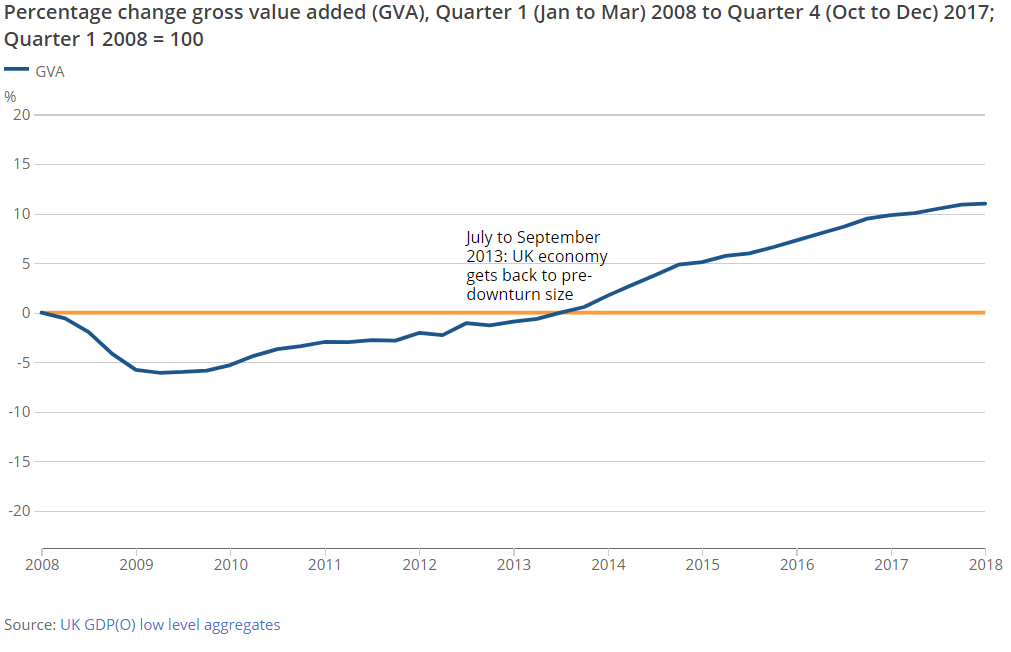 Percentage change gross value added (GVA), Quarter 1 (Jan to Mar) 2008 to Quarter 4 (Oct to Dec) 2017;
Quarter 1 2008 = 100
GVA
%
20
15
10
5
0
-5
-10
-15
-20
July to September
2013: UK economy
gets back to pre-
downturn size
2008 2009 2010 2011 2012 2013 2014 2015 2016 2017 2018
Source: UK GDP(O) low level aggregates